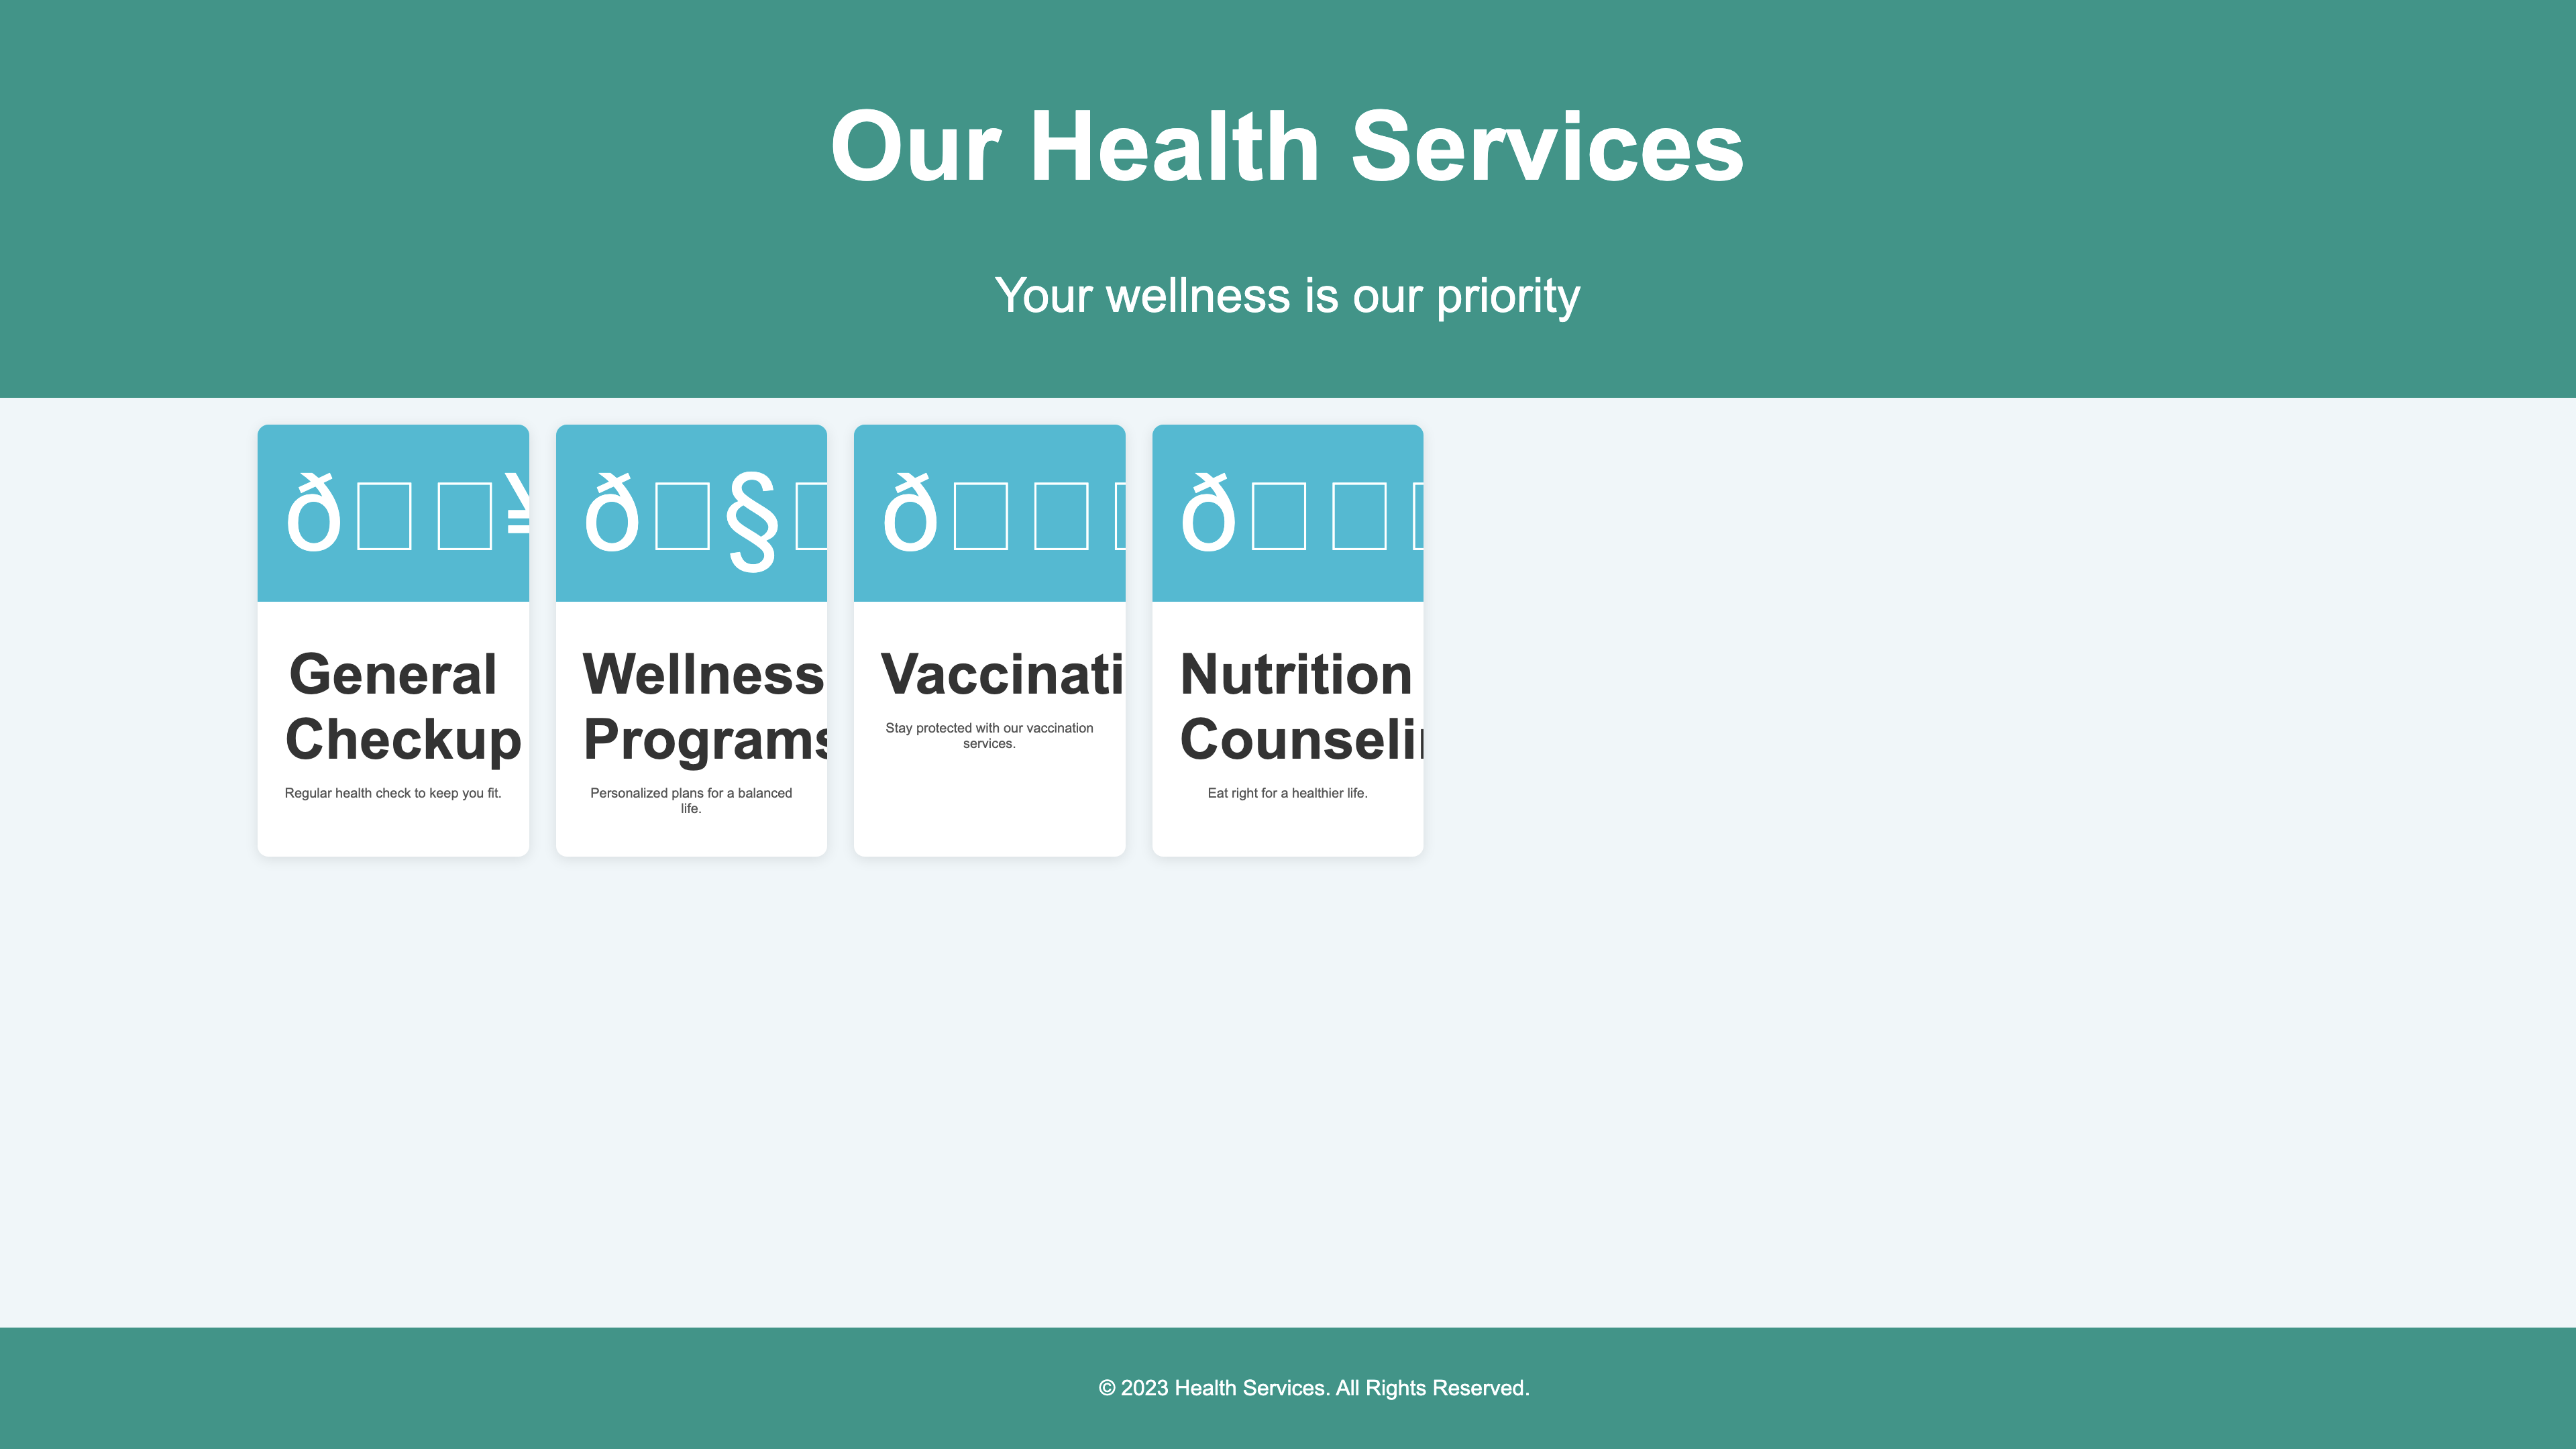 Our Health Services
Your wellness is our priority
ð□□¥
ð□§□
ð□□□
ð□□□
General
Checkup
Regular health check to keep you fit.
Wellness
Programs
Personalized plans for a balanced
life.
Vaccinati
Stay protected with our vaccination
services.
Nutrition
Counseli
Eat right for a healthier life.
© 2023 Health Services. All Rights Reserved.